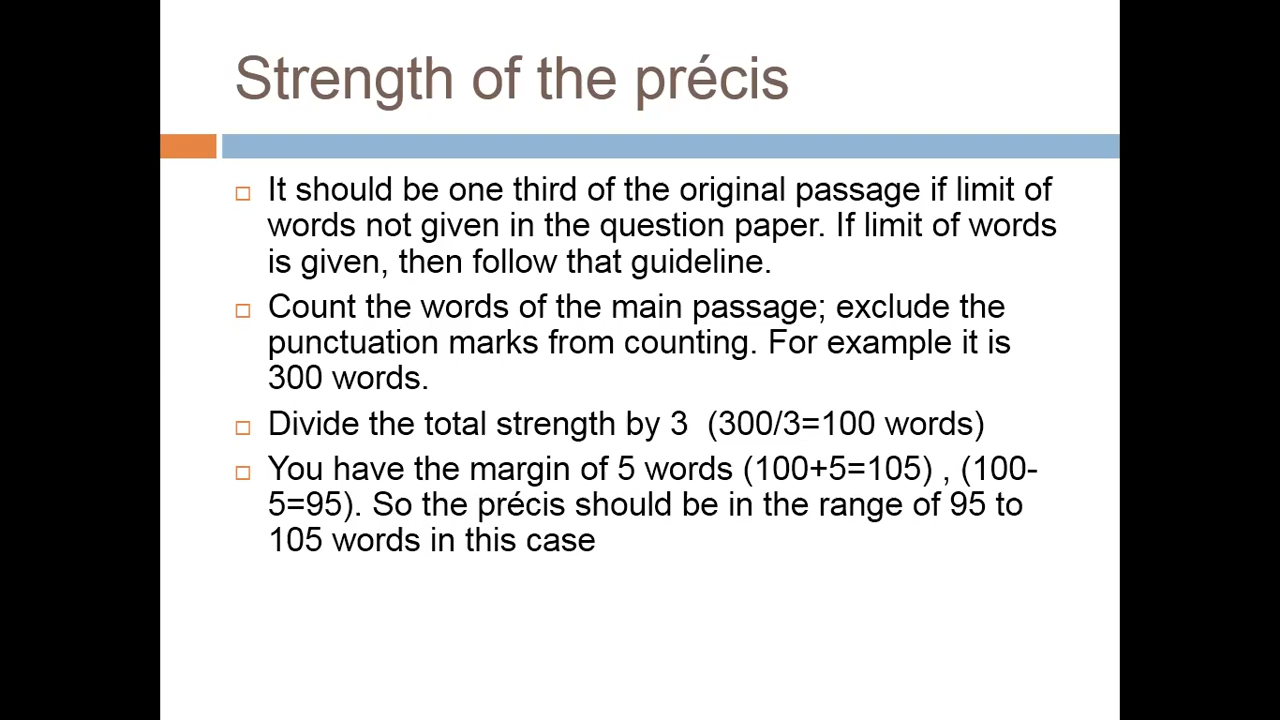 Strength of the précis
It should be one third of the original passage if limit of
words not given in the question paper. If limit of words
is given, then follow that guideline.
Count the words of the main passage; exclude the
punctuation marks from counting. For example it is
300 words.
Divide the total strength by 3  (300/3=100 words)
You have the margin of 5 words (100+5=105) , (100-
5=95). So the précis should be in the range of 95 to
105 words in this case